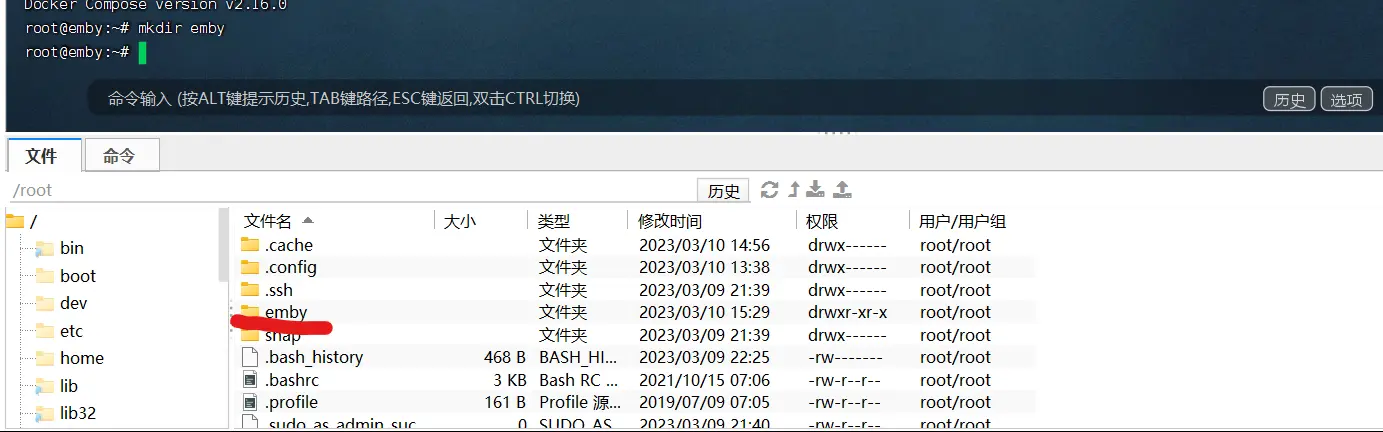 Docker Compose version v2.16.0
root@emby:~# mkdir emby
root@emby:~#
命令输入 (按ALT键提示历史,TAB键路径,ESC键返回,双击CTRL切换)
历史 选项
文件 命令
/root 历史
/
bin
boot
dev
etc
home
lib
lib32
文件名 大小 类型 修改时间 权限 用户/用户组
.cache 文件夹 2023/03/10 14:56 drwx------ root/root
.config 文件夹 2023/03/10 13:38 drwx------ root/root
.ssh 文件夹 2023/03/09 21:39 drwx------ root/root
emby 文件夹 2023/03/10 15:29 drwxr-xr-x root/root
snap 文件夹 2023/03/09 21:39 drwx------ root/root
.bash_history 468 B BASH_HI... 2023/03/09 22:25 -rw------- root/root
.bashrc 3 KB Bash RC ... 2021/10/15 07:06 -rw-r--r-- root/root
.profile 161 B Profile 源... 2019/07/09 07:05 -rw-r--r-- root/root
.sudo_as_admin_suc... 0 SUDO_AS... 2023/03/09 21:40 -rw-r--r-- root/root